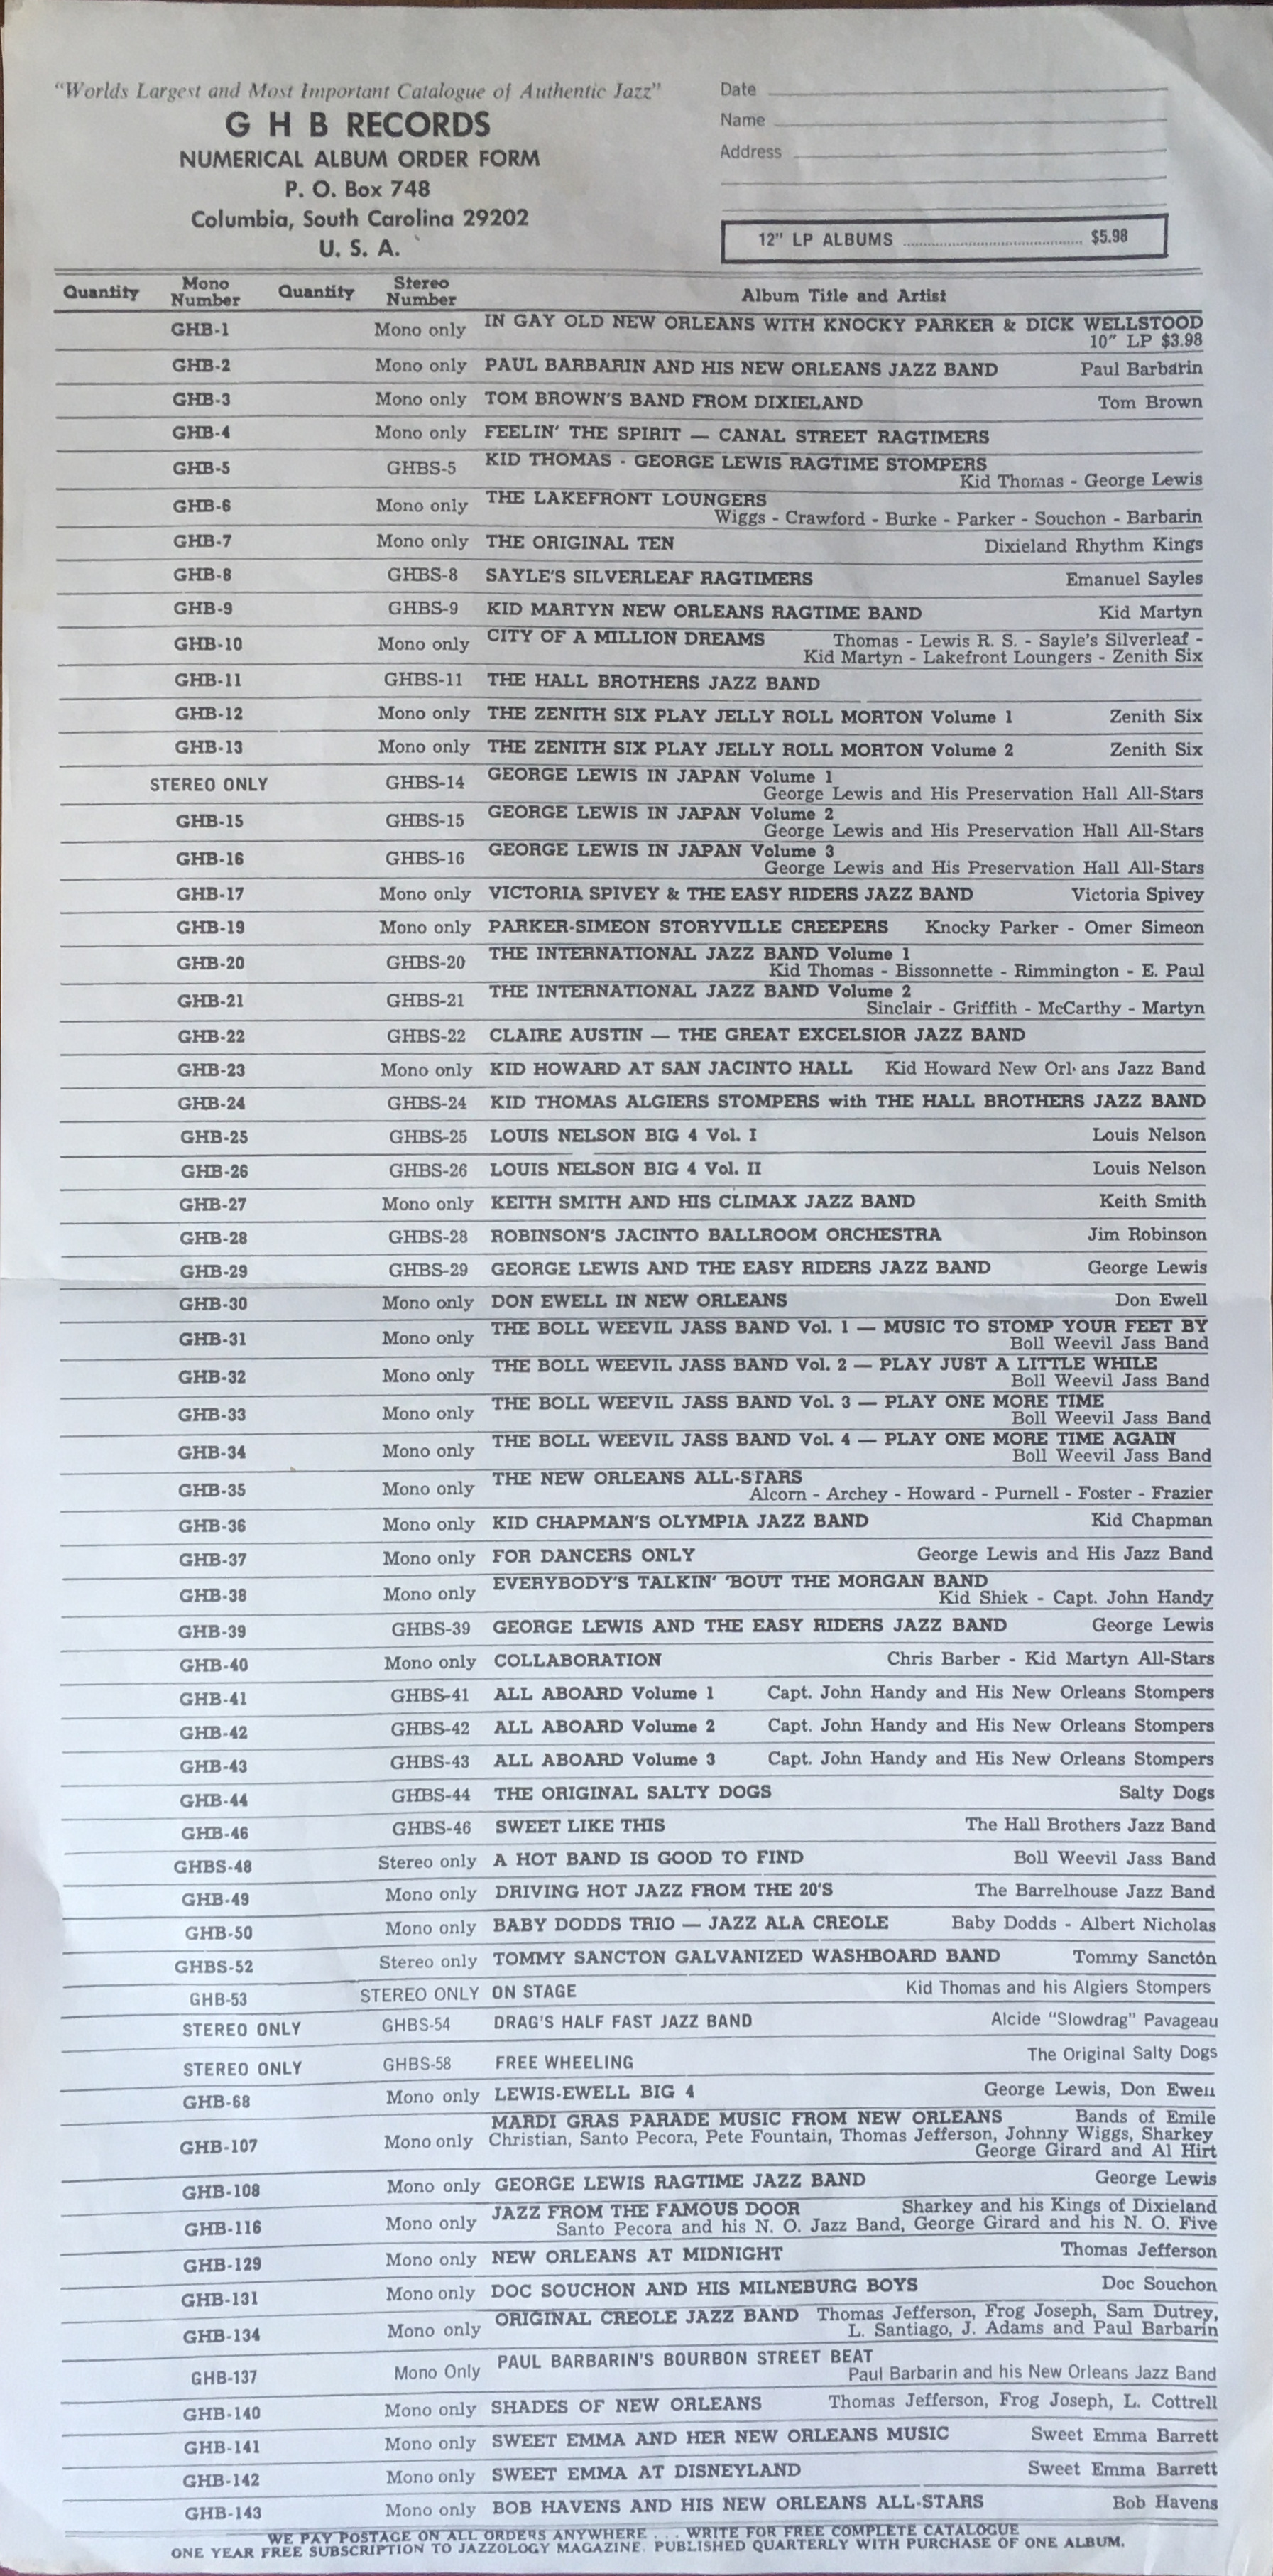 "Worlds Largest and Most Important Catalogue of Authentic Jazz"
G H B RECORDS
NUMERICAL ALBUM ORDER FORM
P. O. Box 748
Columbia, South Carolina 29202
U. S. A.
Date
Name
Address
12" LP ALBUMS ........................................ $5.98
Quantity Mono Number Quantity Stereo Number Album Title and Artist
GHB-1 Mono only IN GAY OLD NEW ORLEANS WITH KNOCKY PARKER & DICK WELLSTOOD
10" LP $3.98
GHB-2 Mono only PAUL BARBARIN AND HIS NEW ORLEANS JAZZ BAND Paul Barbarin
GHB-3 Mono only TOM BROWN'S BAND FROM DIXIELAND Tom Brown
GHB-4 Mono only FEELIN' THE SPIRIT — CANAL STREET RAGTIMERS
GHB-5 GHBS-5 KID THOMAS - GEORGE LEWIS RAGTIME STOMPERS
Kid Thomas - George Lewis
GHB-6 Mono only THE LAKEFRONT LOUNGERS
Wiggs - Crawford - Burke - Parker - Souchon - Barbarin
GHB-7 Mono only THE ORIGINAL TEN Dixieland Rhythm Kings
GHB-8 GHBS-8 SAYLE'S SILVERLEAF RAGTIMERS Emanuel Sayles
GHB-9 GHBS-9 KID MARTYN NEW ORLEANS RAGTIME BAND Kid Martyn
GHB-10 Mono only CITY OF A MILLION DREAMS Thomas - Lewis R. S. - Sayle's Silverleaf -
Kid Martyn - Lakefront Loungers - Zenith Six
GHB-11 GHBS-11 THE HALL BROTHERS JAZZ BAND
GHB-12 Mono only THE ZENITH SIX PLAY JELLY ROLL MORTON Volume 1 Zenith Six
GHB-13 Mono only THE ZENITH SIX PLAY JELLY ROLL MORTON Volume 2 Zenith Six
STEREO ONLY GHBS-14 GEORGE LEWIS IN JAPAN Volume 1
George Lewis and His Preservation Hall All-Stars
GHB-15 GHBS-15 GEORGE LEWIS IN JAPAN Volume 2
George Lewis and His Preservation Hall All-Stars
GHB-16 GHBS-16 GEORGE LEWIS IN JAPAN Volume 3
George Lewis and His Preservation Hall All-Stars
GHB-17 Mono only VICTORIA SPIVEY & THE EASY RIDERS JAZZ BAND Victoria Spivey
GHB-19 Mono only PARKER-SIMEON STORYVILLE CREEPERS Knocky Parker - Omer Simeon
GHB-20 GHBS-20 THE INTERNATIONAL JAZZ BAND Volume 1
Kid Thomas - Bissonnette - Rimmington - E. Paul
GHB-21 GHBS-21 THE INTERNATIONAL JAZZ BAND Volume 2
Sinclair - Griffith - McCarthy - Martyn
GHB-22 GHBS-22 CLAIRE AUSTIN — THE GREAT EXCELSIOR JAZZ BAND
GHB-23 Mono only KID HOWARD AT SAN JACINTO HALL Kid Howard New Orl·ans Jazz Band
GHB-24 GHBS-24 KID THOMAS ALGIERS STOMPERS with THE HALL BROTHERS JAZZ BAND
GHB-25 GHBS-25 LOUIS NELSON BIG 4 Vol. I Louis Nelson
GHB-26 GHBS-26 LOUIS NELSON BIG 4 Vol. II Louis Nelson
GHB-27 Mono only KEITH SMITH AND HIS CLIMAX JAZZ BAND Keith Smith
GHB-28 GHBS-28 ROBINSON'S JACINTO BALLROOM ORCHESTRA Jim Robinson
GHB-29 GHBS-29 GEORGE LEWIS AND THE EASY RIDERS JAZZ BAND George Lewis
GHB-30 Mono only DON EWELL IN NEW ORLEANS Don Ewell
GHB-31 Mono only THE BOLL WEEVIL JASS BAND Vol. 1 — MUSIC TO STOMP YOUR FEET BY
Boll Weevil Jass Band
GHB-32 Mono only THE BOLL WEEVIL JASS BAND Vol. 2 — PLAY JUST A LITTLE WHILE
Boll Weevil Jass Band
GHB-33 Mono only THE BOLL WEEVIL JASS BAND Vol. 3 — PLAY ONE MORE TIME
Boll Weevil Jass Band
GHB-34 Mono only THE BOLL WEEVIL JASS BAND Vol. 4 — PLAY ONE MORE TIME AGAIN
Boll Weevil Jass Band
GHB-35 Mono only THE NEW ORLEANS ALL-STARS
Alcorn - Archey - Howard - Purnell - Foster - Frazier
GHB-36 Mono only KID CHAPMAN'S OLYMPIA JAZZ BAND Kid Chapman
GHB-37 Mono only FOR DANCERS ONLY George Lewis and His Jazz Band
GHB-38 Mono only EVERYBODY'S TALKIN' 'BOUT THE MORGAN BAND
Kid Shiek - Capt. John Handy
GHB-39 GHBS-39 GEORGE LEWIS AND THE EASY RIDERS JAZZ BAND George Lewis
GHB-40 Mono only COLLABORATION Chris Barber - Kid Martyn All-Stars
GHB-41 GHBS-41 ALL ABOARD Volume 1 Capt. John Handy and His New Orleans Stompers
GHB-42 GHBS-42 ALL ABOARD Volume 2 Capt. John Handy and His New Orleans Stompers
GHB-43 GHBS-43 ALL ABOARD Volume 3 Capt. John Handy and His New Orleans Stompers
GHB-44 GHBS-44 THE ORIGINAL SALTY DOGS Salty Dogs
GHB-46 GHBS-46 SWEET LIKE THIS The Hall Brothers Jazz Band
GHBS-48 Stereo only A HOT BAND IS GOOD TO FIND Boll Weevil Jass Band
GHB-49 Mono only DRIVING HOT JAZZ FROM THE 20'S The Barrelhouse Jazz Band
GHB-50 Mono only BABY DODDS TRIO — JAZZ ALA CREOLE Baby Dodds - Albert Nicholas
GHBS-52 Stereo only TOMMY SANCTON GALVANIZED WASHBOARD BAND Tommy Sancton
GHB-53 STEREO ONLY ON STAGE Kid Thomas and his Algiers Stompers
STEREO ONLY GHBS-54 DRAG'S HALF FAST JAZZ BAND Alcide "Slowdrag" Pavageau
STEREO ONLY GHBS-58 FREE WHEELING The Original Salty Dogs
GHB-68 Mono only LEWIS-EWELL BIG 4 George Lewis, Don Ewell
GHB-107 Mono only MARDI GRAS PARADE MUSIC FROM NEW ORLEANS Bands of Emile
Christian, Santo Pecora, Pete Fountain, Thomas Jefferson, Johnny Wiggs, Sharkey
George Girard and Al Hirt
GHB-108 Mono only GEORGE LEWIS RAGTIME JAZZ BAND George Lewis
GHB-116 Mono only JAZZ FROM THE FAMOUS DOOR Sharkey and his Kings of Dixieland
Santo Pecora and his N. O. Jazz Band, George Girard and his N. O. Five
GHB-129 Mono only NEW ORLEANS AT MIDNIGHT Thomas Jefferson
GHB-131 Mono only DOC SOUCHON AND HIS MILNEBURG BOYS Doc Souchon
GHB-134 Mono only ORIGINAL CREOLE JAZZ BAND Thomas Jefferson, Frog Joseph, Sam Dutrey,
L. Santiago, J. Adams and Paul Barbarin
GHB-137 Mono Only PAUL BARBARIN'S BOURBON STREET BEAT
Paul Barbarin and his New Orleans Jazz Band
GHB-140 Mono only SHADES OF NEW ORLEANS Thomas Jefferson, Frog Joseph, L. Cottrell
GHB-141 Mono only SWEET EMMA AND HER NEW ORLEANS MUSIC Sweet Emma Barrett
GHB-142 Mono only SWEET EMMA AT DISNEYLAND Sweet Emma Barrett
GHB-143 Mono only BOB HAVENS AND HIS NEW ORLEANS ALL-STARS Bob Havens
WE PAY POSTAGE ON ALL ORDERS ANYWHERE . . . WRITE FOR FREE COMPLETE CATALOGUE
ONE YEAR FREE SUBSCRIPTION TO JAZZOLOGY MAGAZINE. PUBLISHED QUARTERLY WITH PURCHASE OF ONE ALBUM.